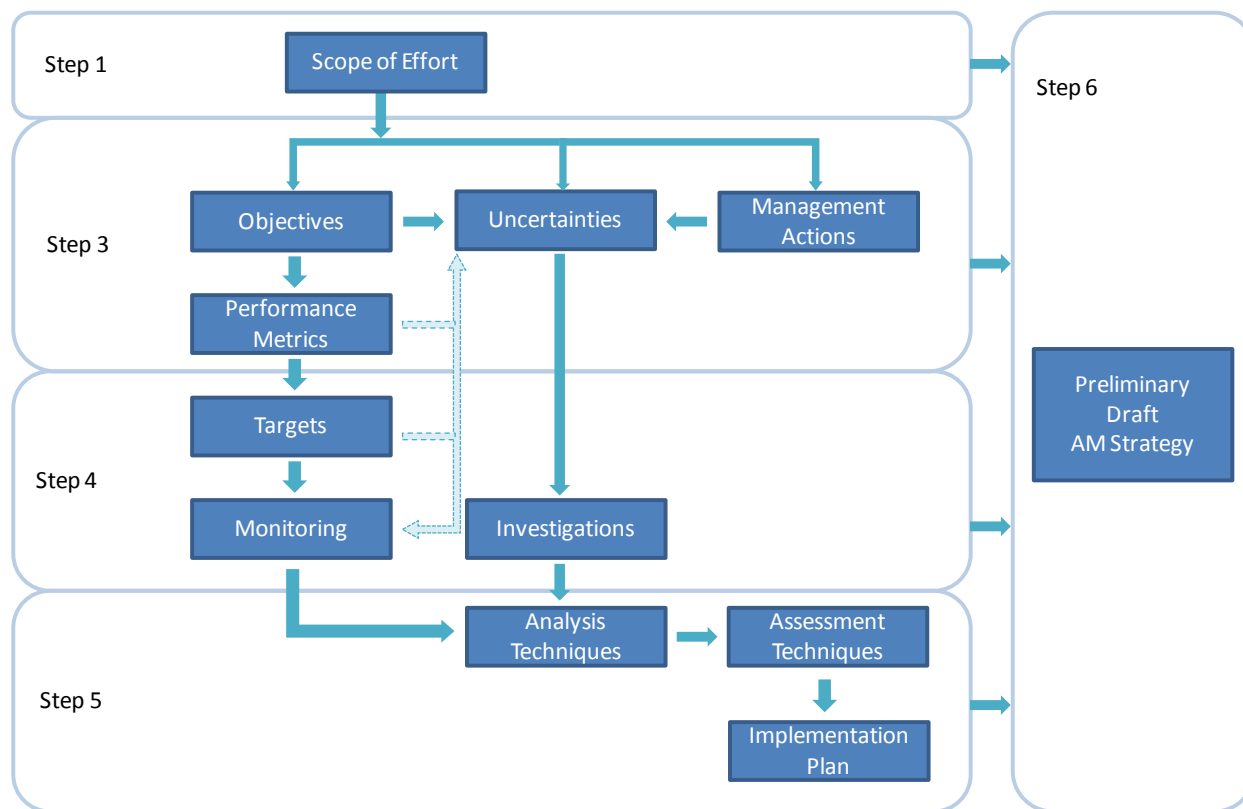 Step 1
Scope of Effort
Step 6
Step 3
Objectives
Uncertainties
Management
Actions
Performance
Metrics
Preliminary
Draft
AM Strategy
Step 4
Targets
Monitoring
Investigations
Step 5
Analysis
Techniques
Assessment
Techniques
Implementation
Plan